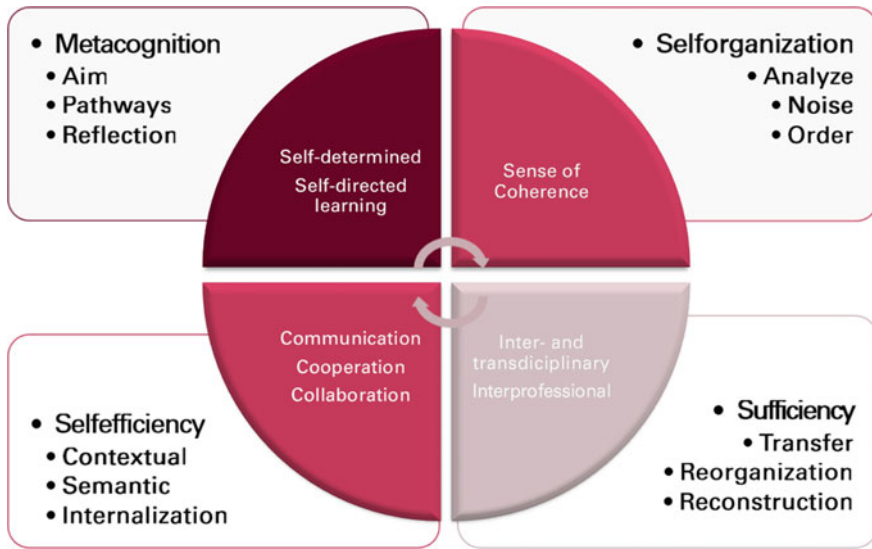 • Metacognition
• Aim
• Pathways
• Reflection
• Selforganization
• Analyze
• Noise
• Order
Self-determined
Self-directed
learning
Sense of
Coherence
Communication
Cooperation
Collaboration
Inter- and
transdiciplinary
Interprofessional
• Selfefficiency
• Contextual
• Semantic
• Internalization
• Sufficiency
• Transfer
• Reorganization
• Reconstruction